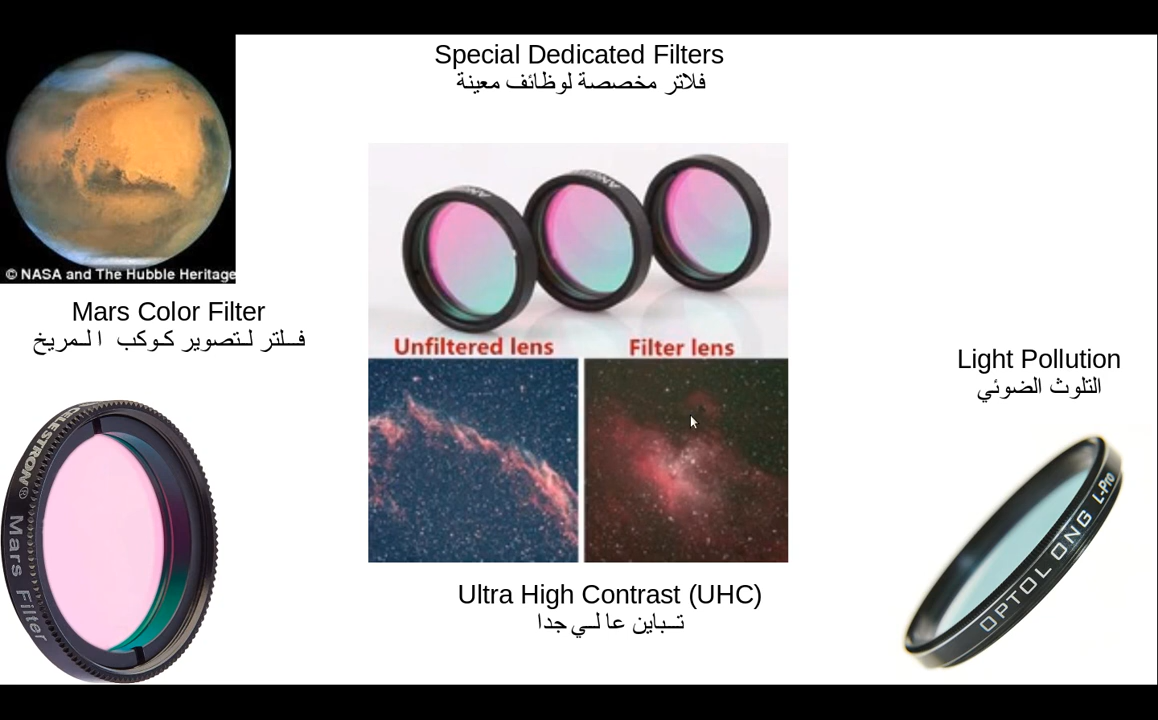 Special Dedicated Filters
فلاتر مخصصة لوظائف معينة
© NASA and The Hubble Heritage
Mars Color Filter
فلتر لتصوير كوكب المريخ
CELESTRON®
Mars Filter
Unfiltered lens
Filter lens
Ultra High Contrast (UHC)
تباين عالي جدا
Light Pollution
التلوث الضوئي
OPTOLONG L-Pro